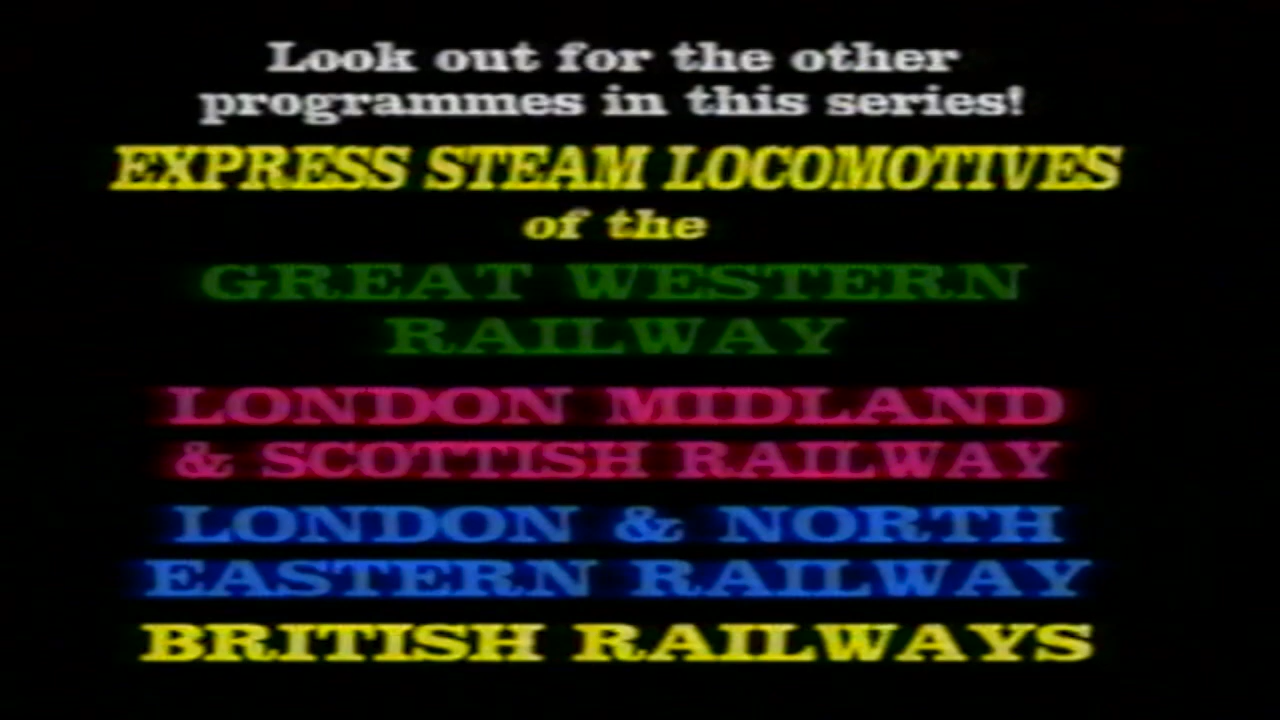 Look out for the other
programmes in this series!
EXPRESS STEAM LOCOMOTIVES
of the
GREAT WESTERN
RAILWAY
LONDON MIDLAND
& SCOTTISH RAILWAY
LONDON & NORTH
EASTERN RAILWAY
BRITISH RAILWAYS